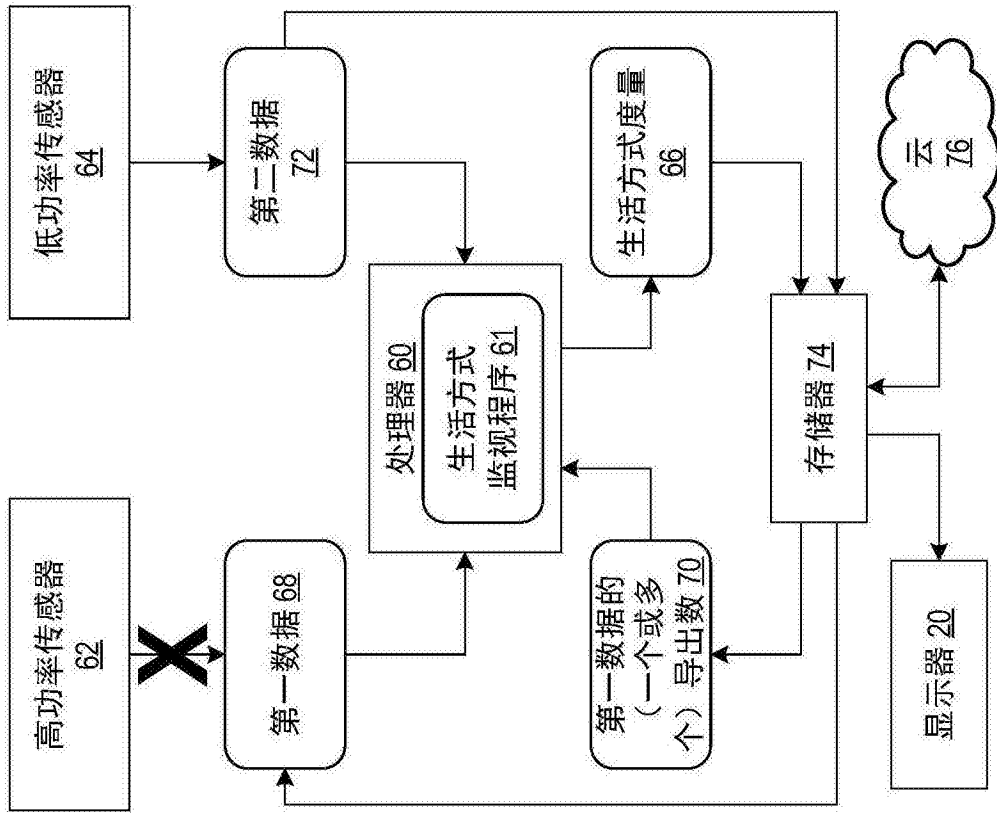 高功率传感器
62
低功率传感器
64
第一数据 68
第二数据
72
处理器 60
生活方式
监视程序 61
第一数据的
（一个或多
个）导出数 70
生活方式度量
66
存储器 74
显示器 20
云
76